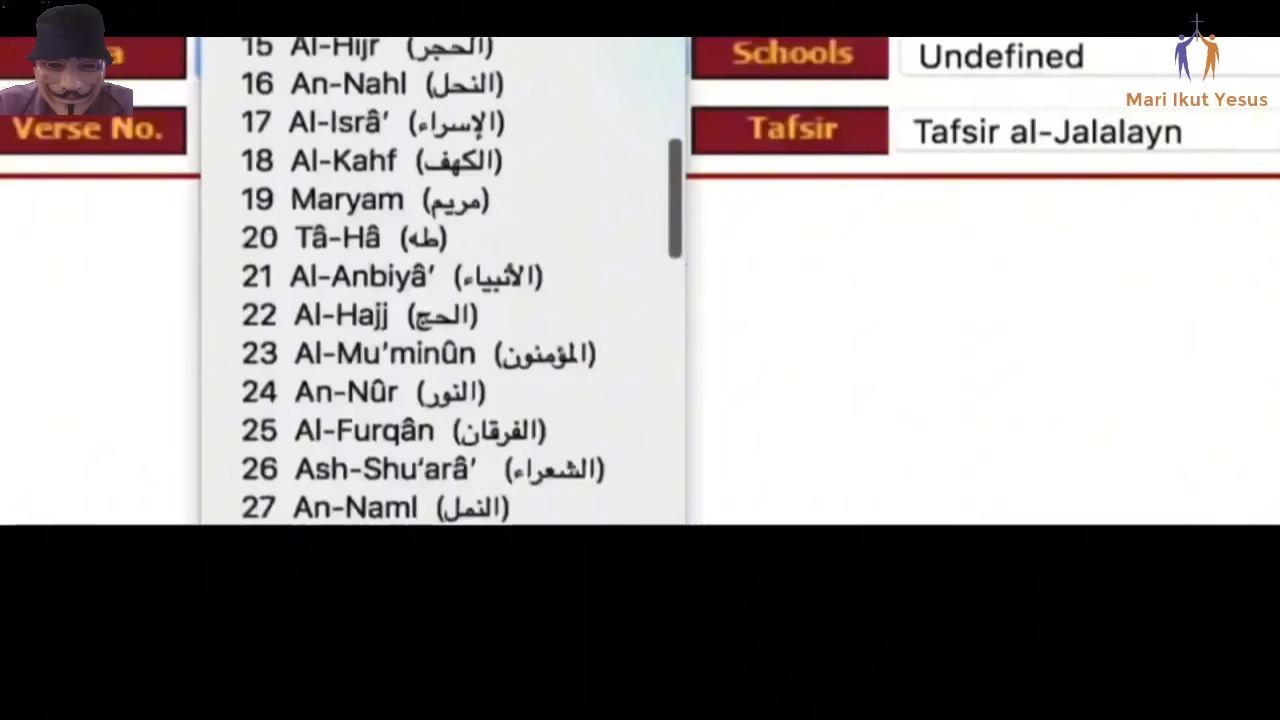 15 Al-Hijr (الحجر)
16 An-Nahl (النحل)
17 Al-Isrâ’ (الإسراء)
18 Al-Kahf (الكهف)
19 Maryam (مريم)
20 Tâ-Hâ (طه)
21 Al-Anbiyâ’ (الأنبياء)
22 Al-Hajj (الحج)
23 Al-Mu’minûn (المؤمنون)
24 An-Nûr (النور)
25 Al-Furqân (الفرقان)
26 Ash-Shu‘arâ’ (الشعراء)
27 An-Naml (النمل)
Verse No.
Schools Undefined
Tafsir Tafsir al-Jalalayn
Mari Ikut Yesus